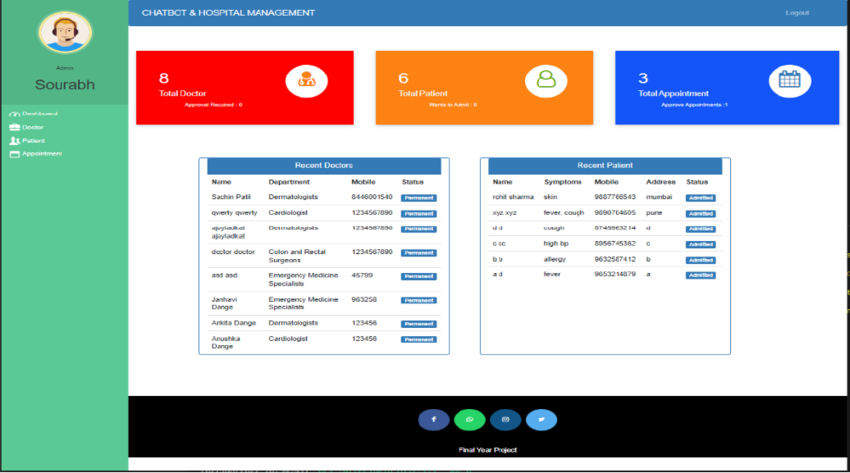 CHATBOT & HOSPITAL MANAGEMENT
Logout
Admin
Sourabh
Dashboard
Doctor
Patient
Appointment
8
Total Doctor
Approval Required : 0
6
Total Patient
Wants to Admit : 0
3
Total Appointment
Approve Appointments :1
Recent Doctors
Name Department Mobile Status
Sachin Patil Dermatologists 8446001540 Permanent
qwerty qwerty Cardiologist 1234567890 Permanent
ajayladkat Dermatologists 1234567890 Permanent
ajayladkat
doctor doctor Colon and Rectal 1234567890 Permanent
Surgeons
asd asd Emergency Medicine 45799 Permanent
Specialists
Janhavi Emergency Medicine 963258 Permanent
Dange Specialists
Ankita Dange Dermatologists 123456 Permanent
Anushka Cardiologist 123456 Permanent
Dange
Recent Patient
Name Symptoms Mobile Address Status
rohit sharma skin 9887766543 mumbai Admitted
xyz xyz fever, cough 9890764605 pune Admitted
d d cough 8745963214 d Admitted
c cc high bp 8956745362 c Admitted
b b allergy 9632587412 b Admitted
a d fever 9653214879 a Admitted
Final Year Project